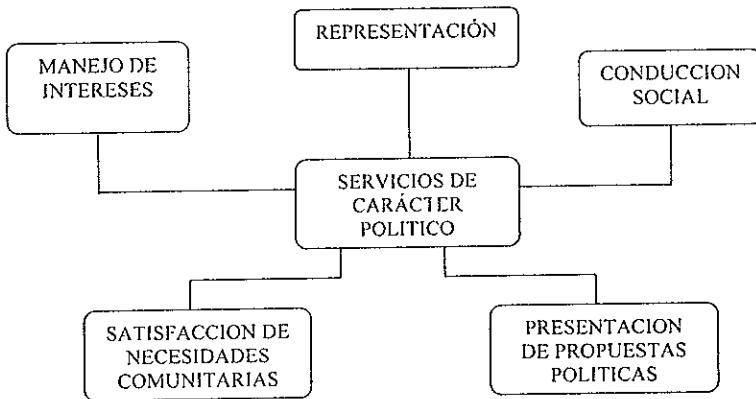 REPRESENTACIÓN
MANEJO DE
INTERESES
CONDUCCION
SOCIAL
SERVICIOS DE
CARÁCTER
POLITICO
SATISFACCION DE
NECESIDADES
COMUNITARIAS
PRESENTACION
DE PROPUESTAS
POLITICAS